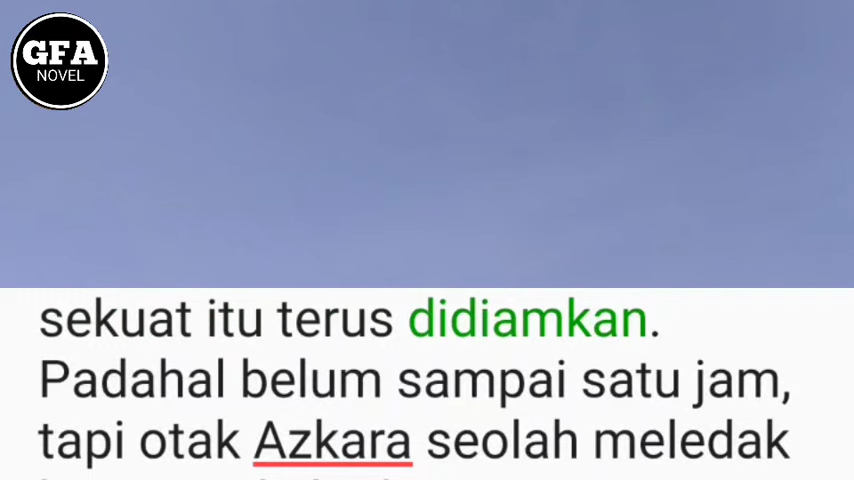 GFA
NOVEL
sekuat itu terus didiamkan.
Padahal belum sampai satu jam,
tapi otak Azkara seolah meledak